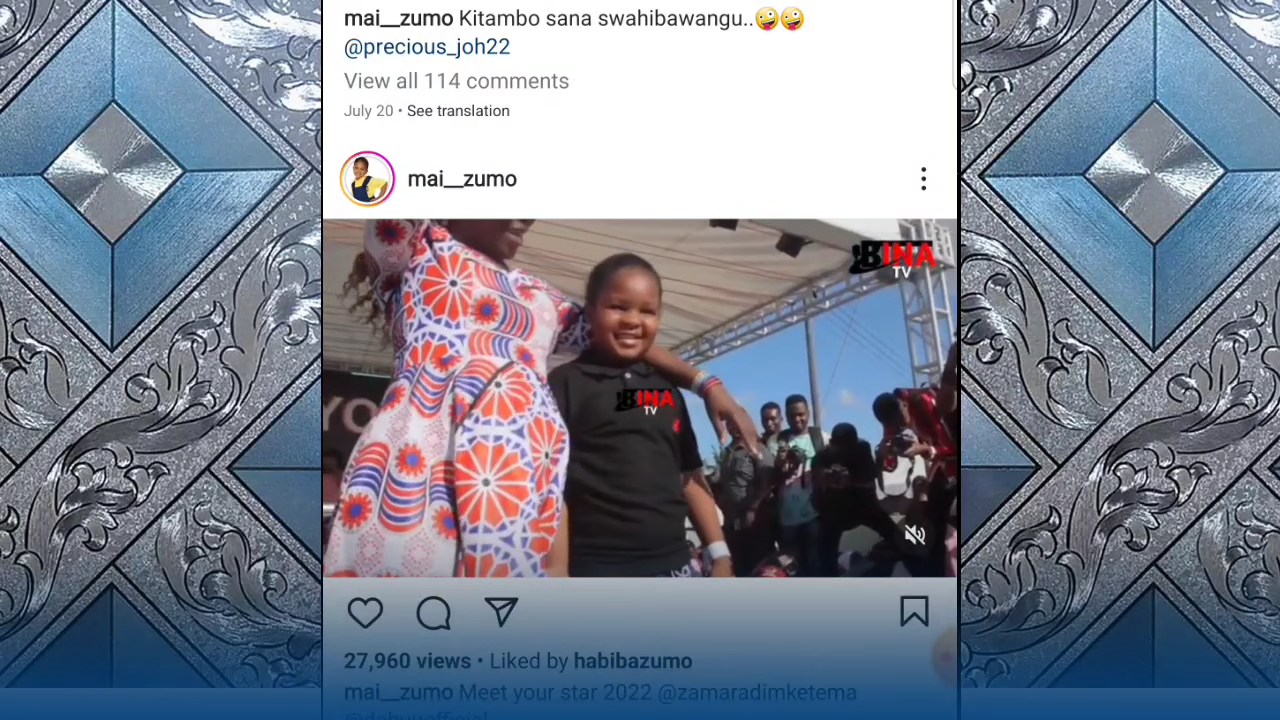 mai__zumo Kitambo sana swahibawangu..🤪🤪
@precious_joh22
View all 114 comments
July 20 • See translation
mai__zumo
BINA
TV
YO
BINA
TV
27,960 views • Liked by habibazumo
mai__zumo Meet your star 2022 @zamaradimketema